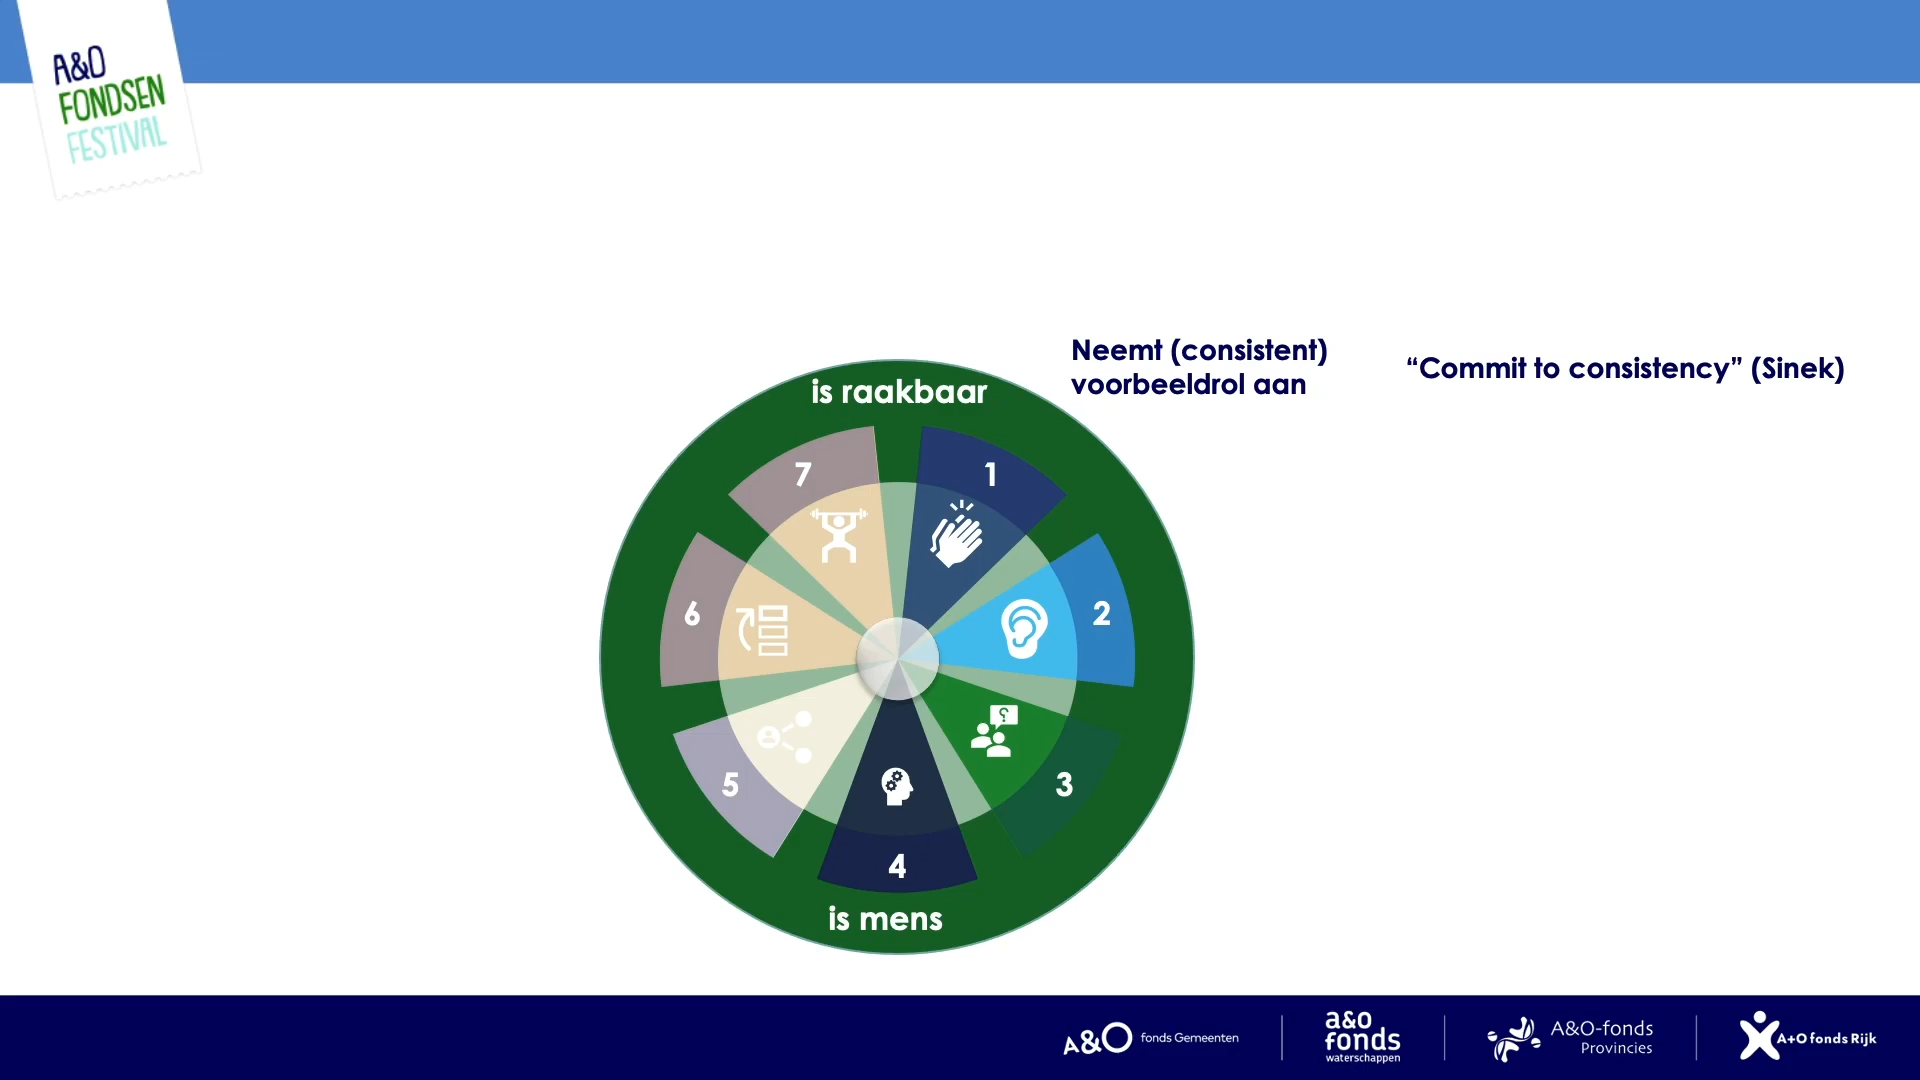 A&O
FONDSEN
FESTIVAL
Neemt (consistent)
voorbeeldrol aan
“Commit to consistency” (Sinek)
is raakbaar
7
1
6
2
?
5
3
4
is mens
A&O fonds Gemeenten
a&o
fonds
waterschappen
A&O-fonds
Provincies
A+O fonds Rijk